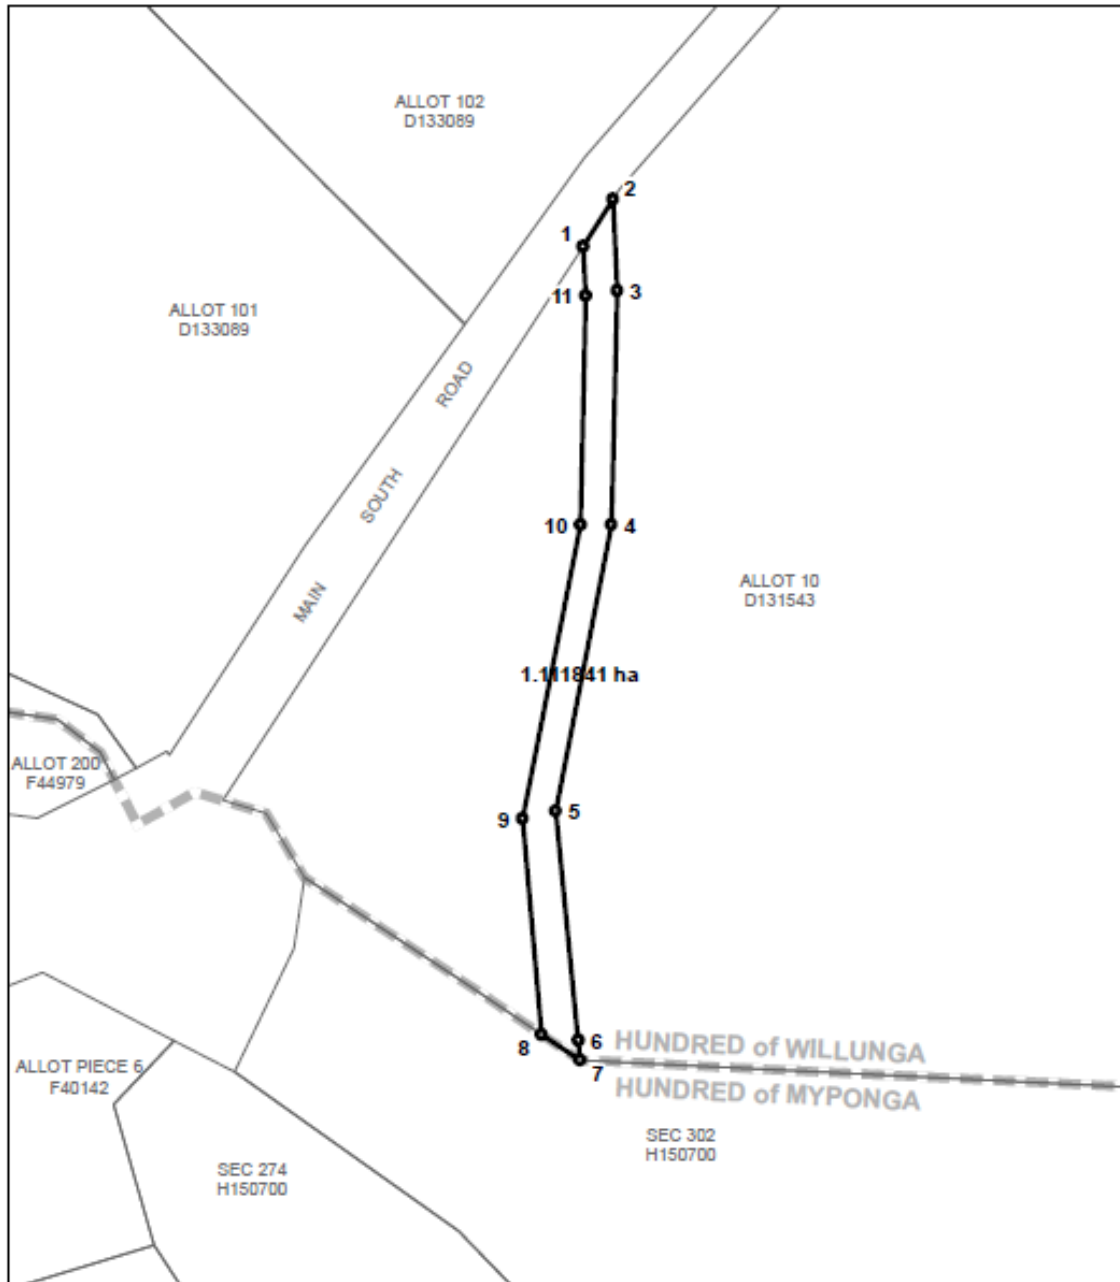 ALLOT 102
D133089
2
1
11
3
ALLOT 101
D133089
ROAD
SOUTH
MAIN
10
4
ALLOT 10
D131543
1.111841 ha
ALLOT 200
F44979
9
5
8
6
7
HUNDRED of WILLUNGA
HUNDRED of MYPONGA
ALLOT PIECE 6
F40142
SEC 302
H150700
SEC 274
H150700